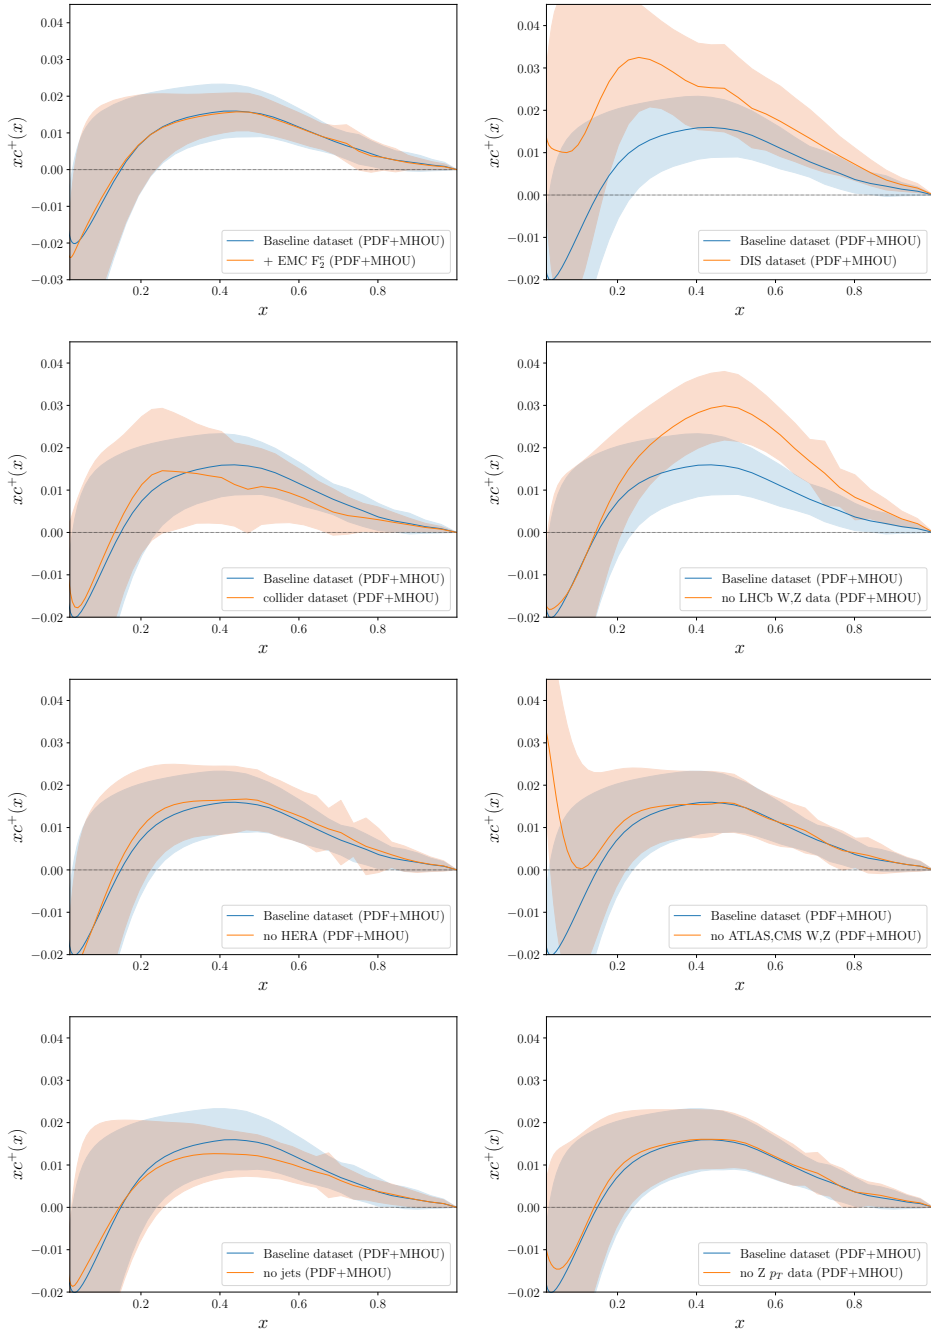 0.04
0.03
0.02
0.01
0.00
−0.01
−0.02
−0.03
xc⁺(x)
Baseline dataset (PDF+MHOU)
+ EMC F₂ᶜ (PDF+MHOU)
0.2 0.4 0.6 0.8
x
0.04
0.03
0.02
0.01
0.00
−0.01
−0.02
xc⁺(x)
Baseline dataset (PDF+MHOU)
DIS dataset (PDF+MHOU)
0.2 0.4 0.6 0.8
x
0.04
0.03
0.02
0.01
0.00
−0.01
−0.02
xc⁺(x)
Baseline dataset (PDF+MHOU)
collider dataset (PDF+MHOU)
0.2 0.4 0.6 0.8
x
0.04
0.03
0.02
0.01
0.00
−0.01
−0.02
xc⁺(x)
Baseline dataset (PDF+MHOU)
no LHCb W,Z data (PDF+MHOU)
0.2 0.4 0.6 0.8
x
0.04
0.03
0.02
0.01
0.00
−0.01
−0.02
xc⁺(x)
Baseline dataset (PDF+MHOU)
no HERA (PDF+MHOU)
0.2 0.4 0.6 0.8
x
0.04
0.03
0.02
0.01
0.00
−0.01
−0.02
xc⁺(x)
Baseline dataset (PDF+MHOU)
no ATLAS,CMS W,Z (PDF+MHOU)
0.2 0.4 0.6 0.8
x
0.04
0.03
0.02
0.01
0.00
−0.01
−0.02
xc⁺(x)
Baseline dataset (PDF+MHOU)
no jets (PDF+MHOU)
0.2 0.4 0.6 0.8
x
0.04
0.03
0.02
0.01
0.00
−0.01
−0.02
xc⁺(x)
Baseline dataset (PDF+MHOU)
no Z p_T data (PDF+MHOU)
0.2 0.4 0.6 0.8
x